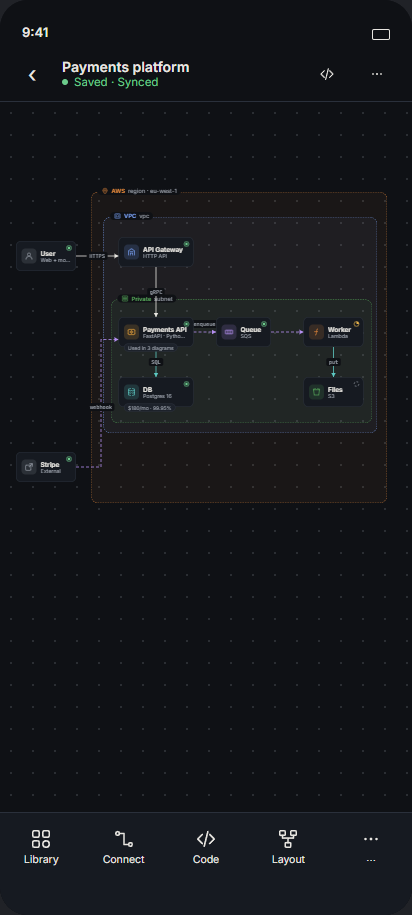 9:41
Payments platform
Saved · Synced
AWS region · eu-west-1
VPC vpc
User
Web + mo...
HTTPS
API Gateway
HTTP API
gRPC
Private subnet
Payments API
FastAPI · Pytho...
Used in 3 diagrams
enqueue
Queue
SQS
Worker
Lambda
SQL
put
DB
Postgres 16
$180/mo · 99.95%
Files
S3
webhook
Stripe
External
Library
Connect
Code
Layout
...